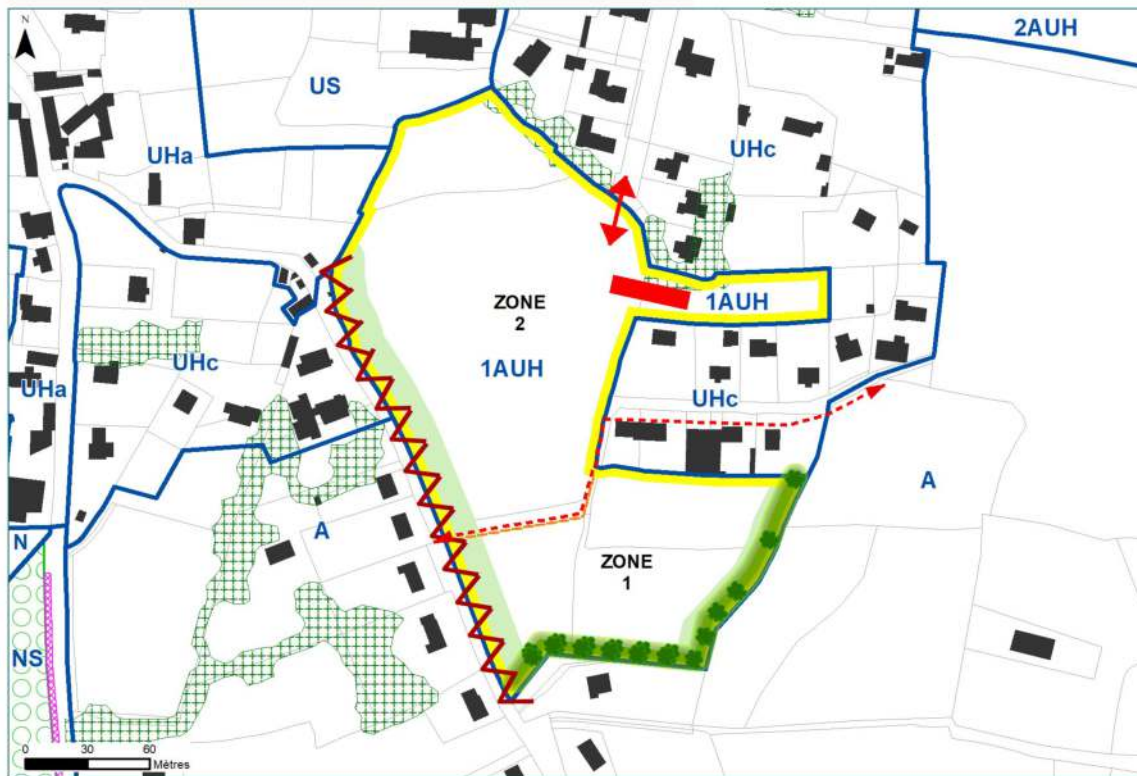 N
2AUH
US
UHa
UHc
ZONE
2
1AUH
1AUH
UHc
UHa
UHc
A
A
N
ZONE
1
NS
0 30 60
Mètres